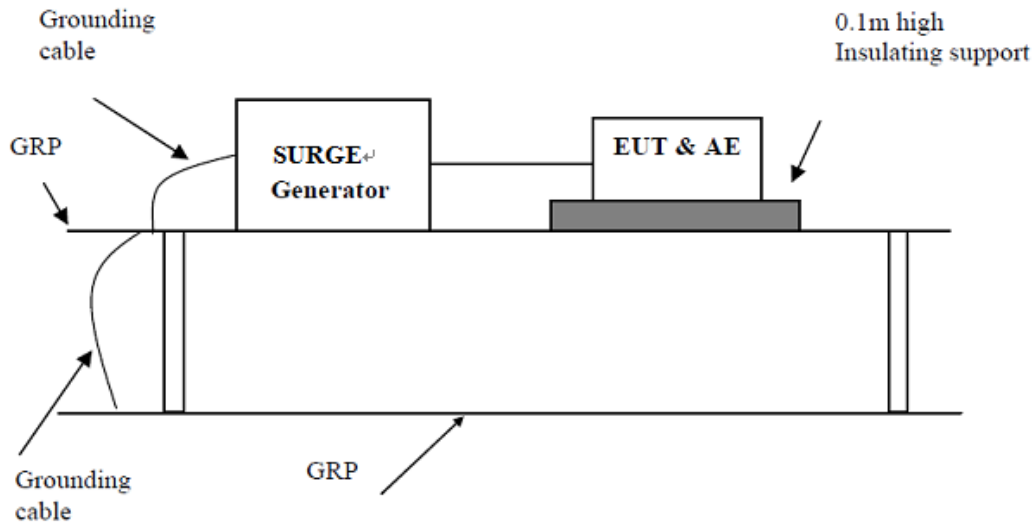 Grounding
cable
0.1m high
Insulating support
GRP
SURGE↵
Generator
EUT & AE
Grounding
cable
GRP